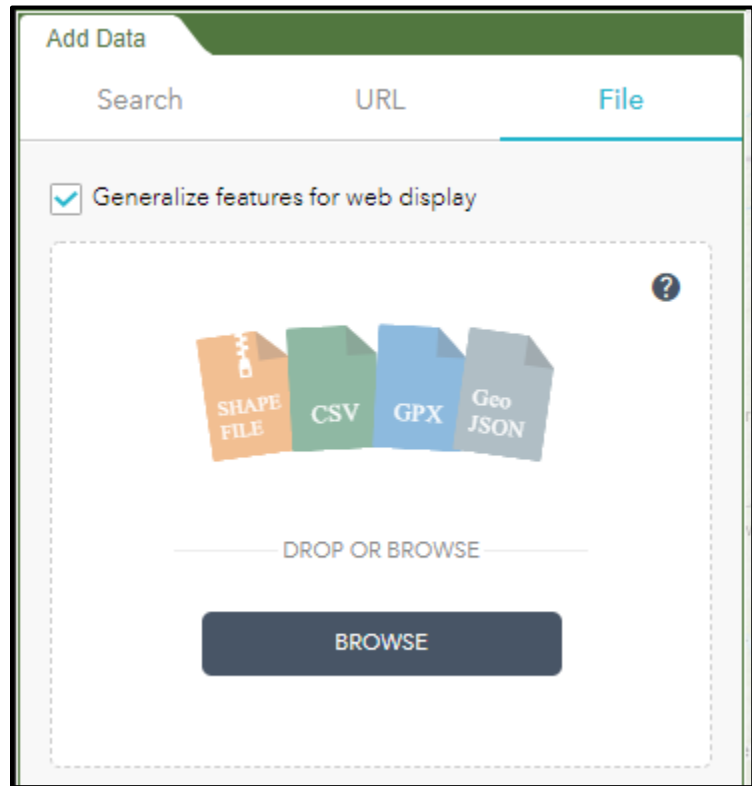 Add Data
Search URL File
Generalize features for web display
?
SHAPE FILE CSV GPX Geo JSON
DROP OR BROWSE
BROWSE